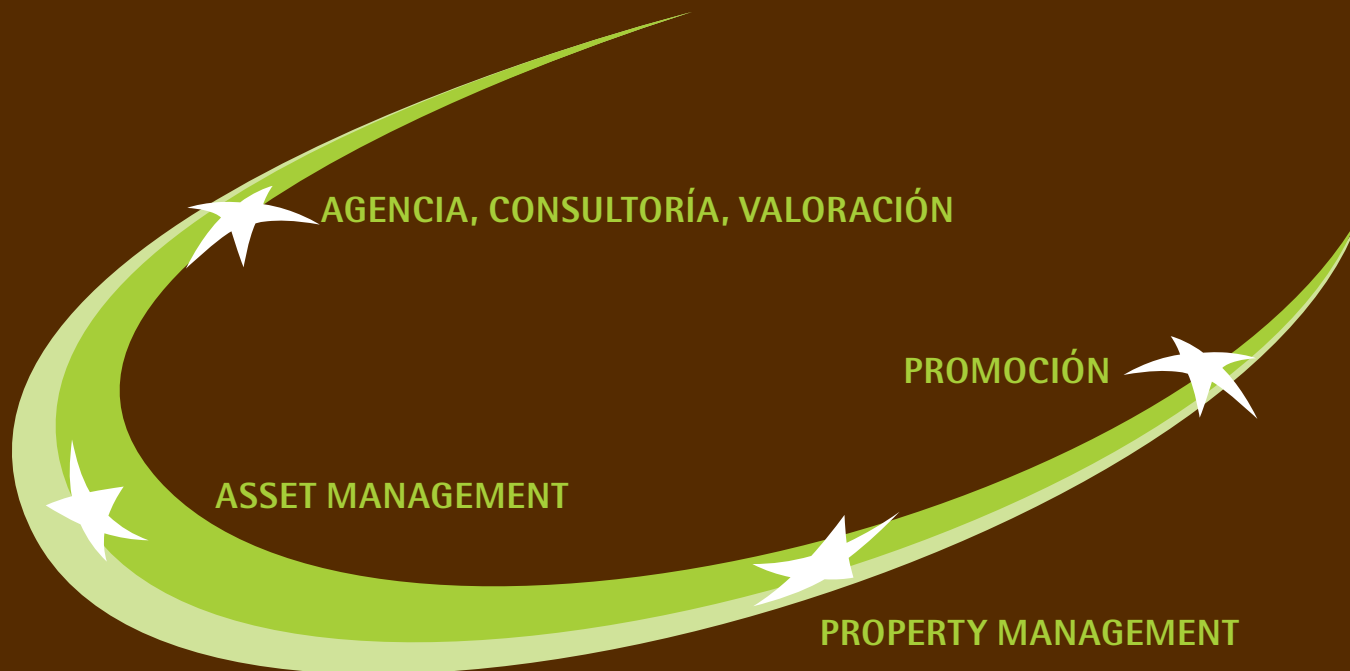 AGENCIA, CONSULTORÍA, VALORACIÓN
PROMOCIÓN
ASSET MANAGEMENT
PROPERTY MANAGEMENT